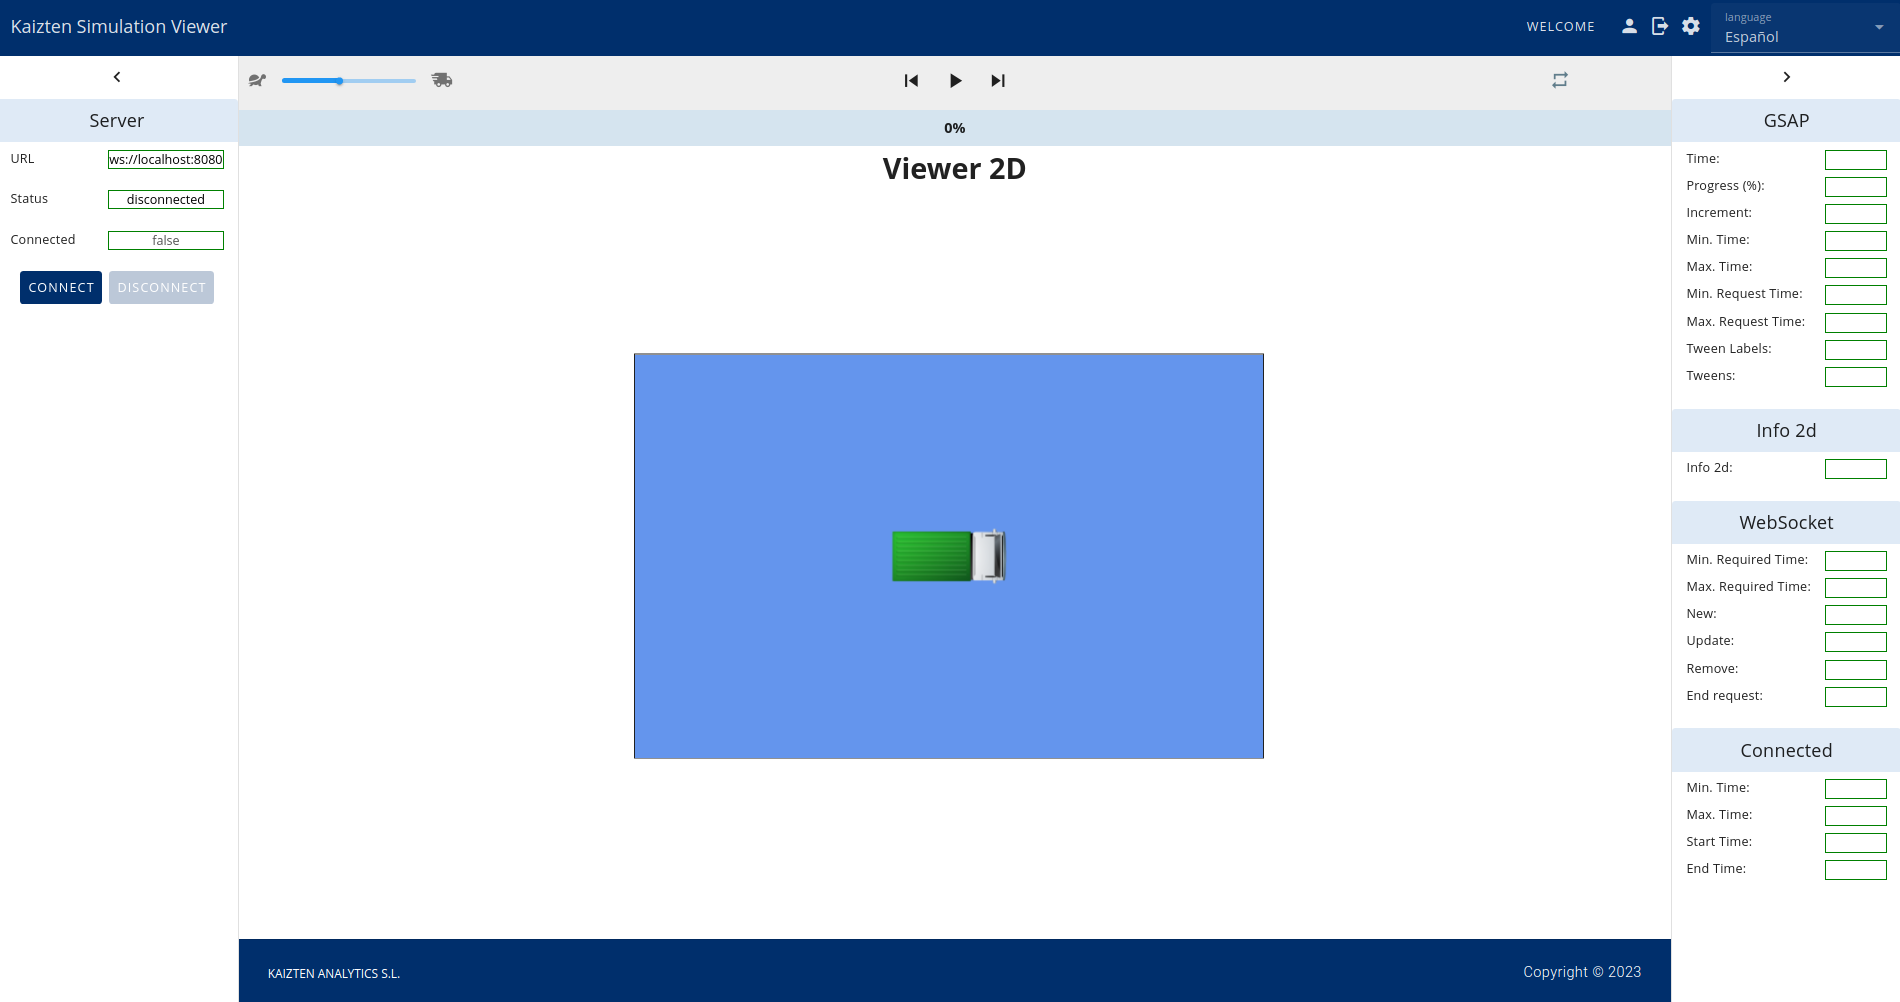 Kaizten Simulation Viewer
WELCOME
language
Español
0%
Server
URL
ws://localhost:8080
Status
disconnected
Connected
false
CONNECT
DISCONNECT
Viewer 2D
GSAP
Time:
Progress (%):
Increment:
Min. Time:
Max. Time:
Min. Request Time:
Max. Request Time:
Tween Labels:
Tweens:
Info 2d
Info 2d:
WebSocket
Min. Required Time:
Max. Required Time:
New:
Update:
Remove:
End request:
Connected
Min. Time:
Max. Time:
Start Time:
End Time:
KAIZTEN ANALYTICS S.L.
Copyright © 2023